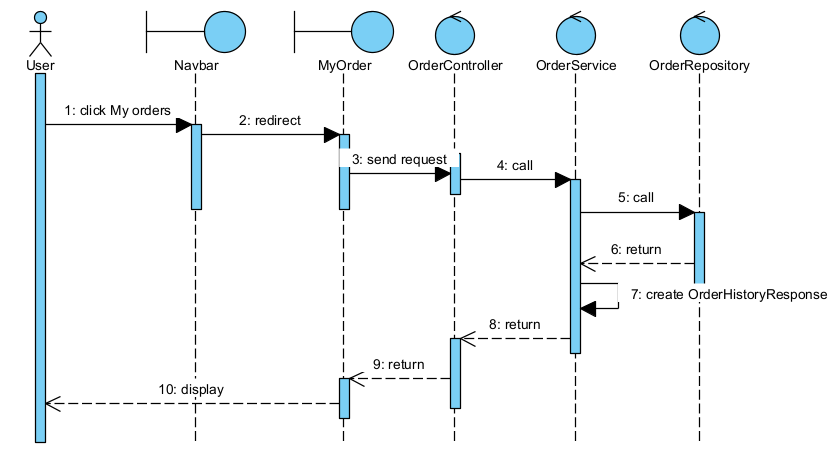 User
Navbar
MyOrder
OrderController
OrderService
OrderRepository
1: click My orders
2: redirect
3: send request
4: call
5: call
6: return
7: create OrderHistoryResponse
8: return
9: return
10: display